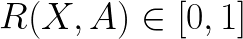 R(X, A) ∈ [0, 1]